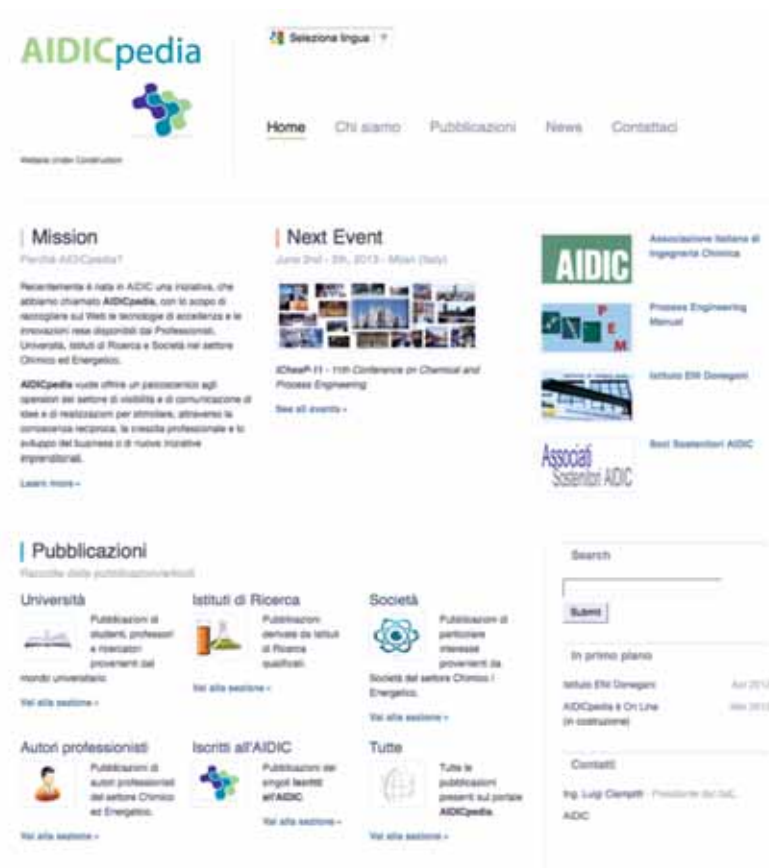 AIDICpedia
Seleziona lingua
Home Chi siamo Pubblicazioni News Contattaci
Website Under Construction
Mission
Perchè AIDICpedia?
Recentemente è nata in AIDIC una iniziativa, che
abbiamo chiamato AIDICpedia, con lo scopo di
raccogliere sul Web le tecnologie di eccellenza e le
innovazioni rese disponibili dai Professionisti,
Università, Istituti di Ricerca e Società nel settore
Chimico ed Energetico.
AIDICpedia vuole offrire un palcoscenico agli
operatori del settore di visibilità e di comunicazione di
idee e di realizzazioni per stimolare, attraverso la
conoscenza reciproca, la crescita professionale e lo
sviluppo del business o di nuove iniziative
imprenditoriali.
Learn more »
Next Event
June 2nd - 5th, 2013 - Milan (Italy)
ICheaP-11 - 11th Conference on Chemical and
Process Engineering
See all events »
AIDIC
Associazione Italiana di
Ingegneria Chimica
P
E
M
Process Engineering
Manual
Istituto ENI Donegani
Associati
Sostenitori AIDIC
Soci Sostenitori AIDIC
Pubblicazioni
Raccolta delle pubblicazioni/articoli
Università
Pubblicazioni di
studenti, professori
e ricercatori
provenienti dal
mondo universitario.
Vai alla sezione »
Istituti di Ricerca
Pubblicazioni
derivate da Istituti
di Ricerca
qualificati.
Vai alla sezione »
Società
Pubblicazioni di
particolare
interesse
provenienti da
Società del settore Chimico /
Energetico.
Vai alla sezione »
Autori professionisti
Pubblicazioni di
autori professionisti
del settore Chimico
ed Energetico.
Vai alla sezione »
Iscritti all'AIDIC
Pubblicazioni dei
singoli Iscritti
all'AIDIC.
Vai alla sezione »
Tutte
Tutte le
pubblicazioni
presenti sul portale
AIDICpedia.
Vai alla sezione »
Search
Submit
In primo piano
Istituto ENI Donegani Apr 2012
AIDICpedia è On Line 2012
(in costruzione)
Contatti
Ing. Luigi Ciampitti - Presidente del
AIDIC